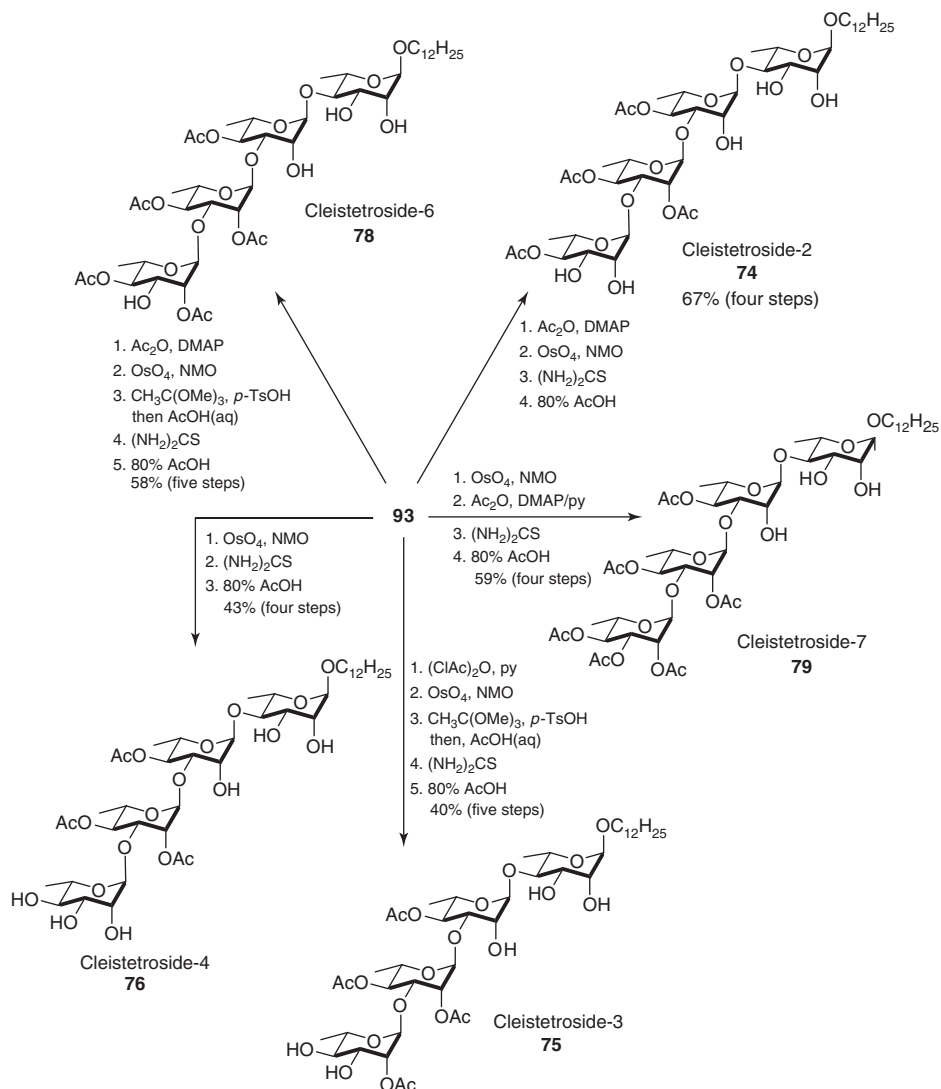 OC12H25
O
O
HO
OH
AcO
O
O
OH
AcO
O
O
OAc
AcO
O
HO
OAc
Cleistetroside-6
78
OC12H25
O
O
HO
OH
AcO
O
O
OH
AcO
O
O
OAc
AcO
O
HO
OH
Cleistetroside-2
74
67% (four steps)
1. Ac2O, DMAP
2. OsO4, NMO
3. CH3C(OMe)3, p-TsOH
then AcOH(aq)
4. (NH2)2CS
5. 80% AcOH
58% (five steps)
1. Ac2O, DMAP
2. OsO4, NMO
3. (NH2)2CS
4. 80% AcOH
93
1. OsO4, NMO
2. Ac2O, DMAP/py
3. (NH2)2CS
4. 80% AcOH
59% (four steps)
OC12H25
O
O
HO
OH
AcO
O
O
OH
AcO
O
O
OAc
AcO
O
AcO
OAc
Cleistetroside-7
79
1. OsO4, NMO
2. (NH2)2CS
3. 80% AcOH
43% (four steps)
OC12H25
O
O
HO
OH
AcO
O
O
OH
AcO
O
O
OAc
HO
O
HO
OH
Cleistetroside-4
76
1. (ClAc)2O, py
2. OsO4, NMO
3. CH3C(OMe)3, p-TsOH
then, AcOH(aq)
4. (NH2)2CS
5. 80% AcOH
40% (five steps)
OC12H25
O
O
HO
OH
AcO
O
O
OH
AcO
O
O
OAc
HO
O
HO
OAc
Cleistetroside-3
75